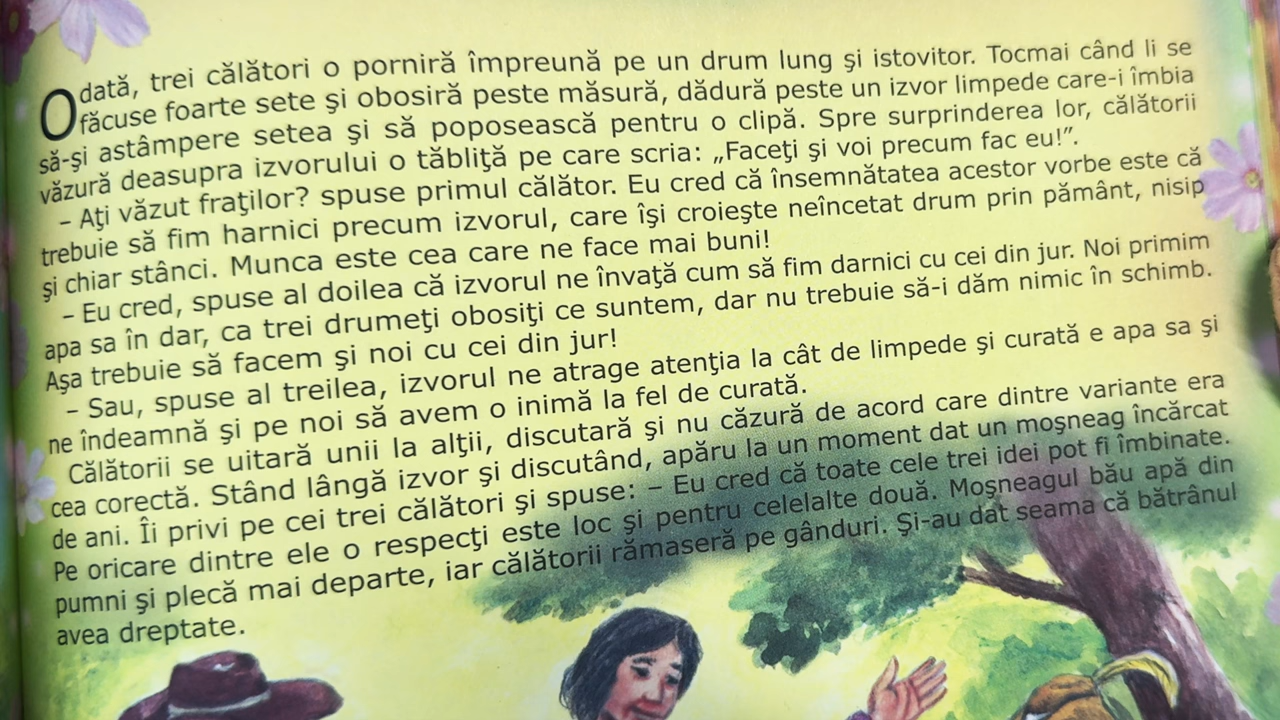 Odată, trei călători o porniră împreună pe un drum lung şi istovitor. Tocmai când li se
făcuse foarte sete şi obosiră peste măsură, dădură peste un izvor limpede care-i îmbia
să-şi astâmpere setea şi să poposească pentru o clipă. Spre surprinderea lor, călătorii
văzură deasupra izvorului o tăbliţă pe care scria: „Faceţi şi voi precum fac eu!”.
– Aţi văzut fraţilor? spuse primul călător. Eu cred că însemnătatea acestor vorbe este că
trebuie să fim harnici precum izvorul, care îşi croieşte neîncetat drum prin pământ, nisip
şi chiar stânci. Munca este cea care ne face mai buni!
– Eu cred, spuse al doilea că izvorul ne învaţă cum să fim darnici cu cei din jur. Noi primim
apa sa în dar, ca trei drumeţi obosiţi ce suntem, dar nu trebuie să-i dăm nimic în schimb.
Aşa trebuie să facem şi noi cu cei din jur!
– Sau, spuse al treilea, izvorul ne atrage atenţia la cât de limpede şi curată e apa sa şi
ne îndeamnă şi pe noi să avem o inimă la fel de curată.
Călătorii se uitară unii la alţii, discutară şi nu căzură de acord care dintre variante era
cea corectă. Stând lângă izvor şi discutând, apăru la un moment dat un moşneag încărcat
de ani. Îi privi pe cei trei călători şi spuse: – Eu cred că toate cele trei idei pot fi îmbinate.
Pe oricare dintre ele o respecţi este loc şi pentru celelalte două. Moşneagul bău apă din
pumni şi plecă mai departe, iar călătorii rămaseră pe gânduri. Şi-au dat seama că bătrânul
avea dreptate.